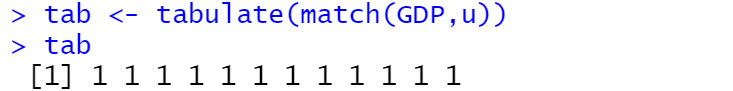 > tab <- tabulate(match(GDP,u))
> tab
[1] 1 1 1 1 1 1 1 1 1 1 1 1